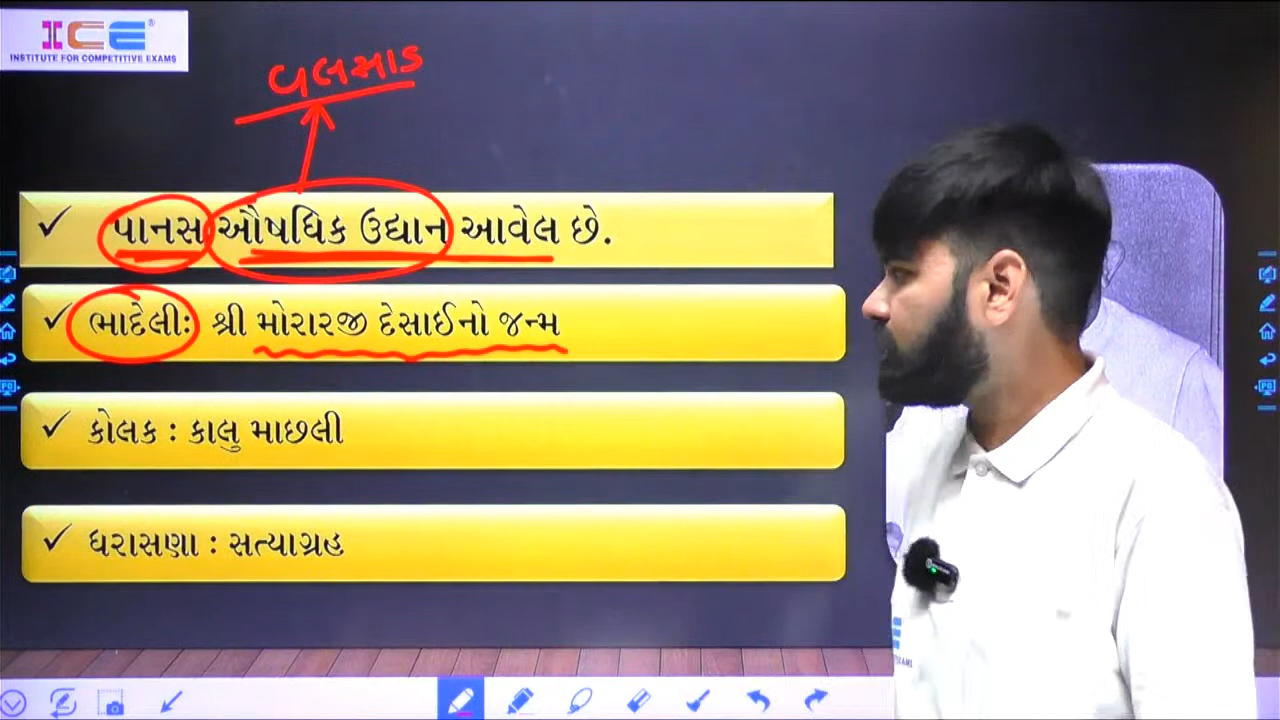 ICE®
INSTITUTE FOR COMPETITIVE EXAMS
વલસાડ
✓ પાનસ ઔષધિક ઉદ્યાન આવેલ છે.
✓ ભાદેલીઃ શ્રી મોરારજી દેસાઈનો જન્મ
✓ કોલક : કાલુ માછલી
✓ ધરાસણા : સત્યાગ્રહ